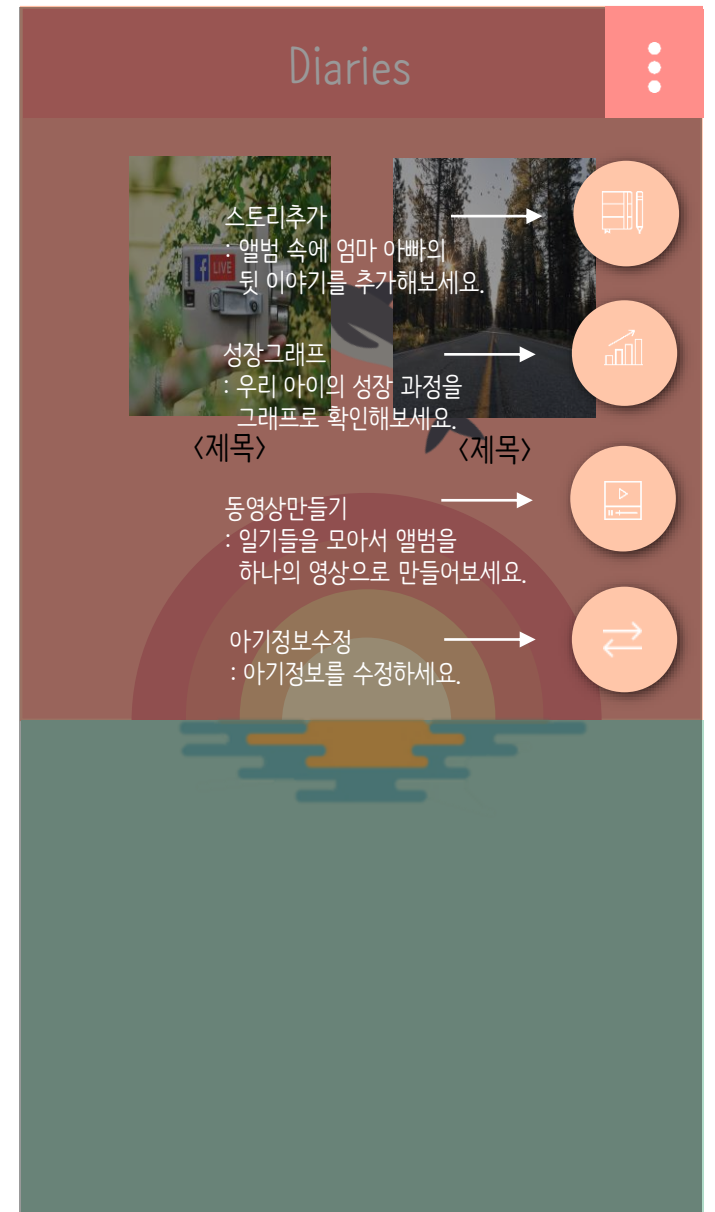 Diaries
스토리추가
: 앨범 속에 엄마 아빠의
뒷 이야기를 추가해보세요.
f LIVE
성장그래프
: 우리 아이의 성장 과정을
그래프로 확인해보세요.
<제목>
<제목>
동영상만들기
: 일기들을 모아서 앨범을
하나의 영상으로 만들어보세요.
아기정보수정
: 아기정보를 수정하세요.